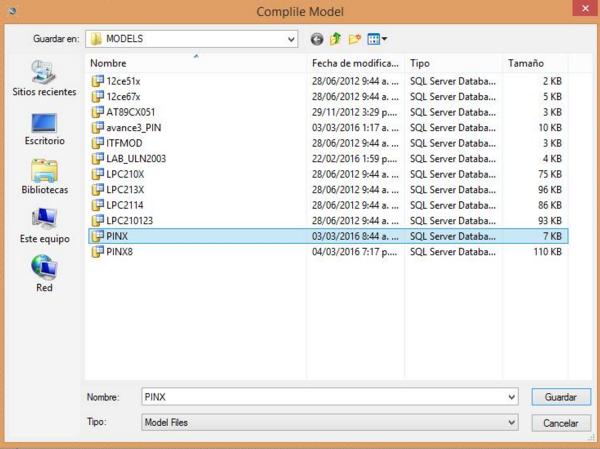 Complile Model
Guardar en: MODELS
Nombre Fecha de modifica... Tipo Tamaño
12ce51x 28/06/2012 9:44 a. ... SQL Server Databa... 2 KB
12ce67x 28/06/2012 9:44 a. ... SQL Server Databa... 5 KB
AT89CX051 29/11/2012 3:29 p.... SQL Server Databa... 3 KB
avance3_PIN 03/03/2016 1:17 a. ... SQL Server Databa... 10 KB
ITFMOD 28/06/2012 9:44 a. ... SQL Server Databa... 3 KB
LAB_ULN2003 22/02/2016 1:59 p.... SQL Server Databa... 4 KB
LPC210X 28/06/2012 9:44 a. ... SQL Server Databa... 75 KB
LPC213X 28/06/2012 9:44 a. ... SQL Server Databa... 96 KB
LPC2114 28/06/2012 9:44 a. ... SQL Server Databa... 86 KB
LPC210123 28/06/2012 9:44 a. ... SQL Server Databa... 93 KB
PINX 03/03/2016 8:44 a. ... SQL Server Databa... 7 KB
PINX8 04/03/2016 7:17 p.... SQL Server Databa... 110 KB
Sitios recientes
Escritorio
Bibliotecas
Este equipo
Red
Nombre: PINX Guardar
Tipo: Model Files Cancelar